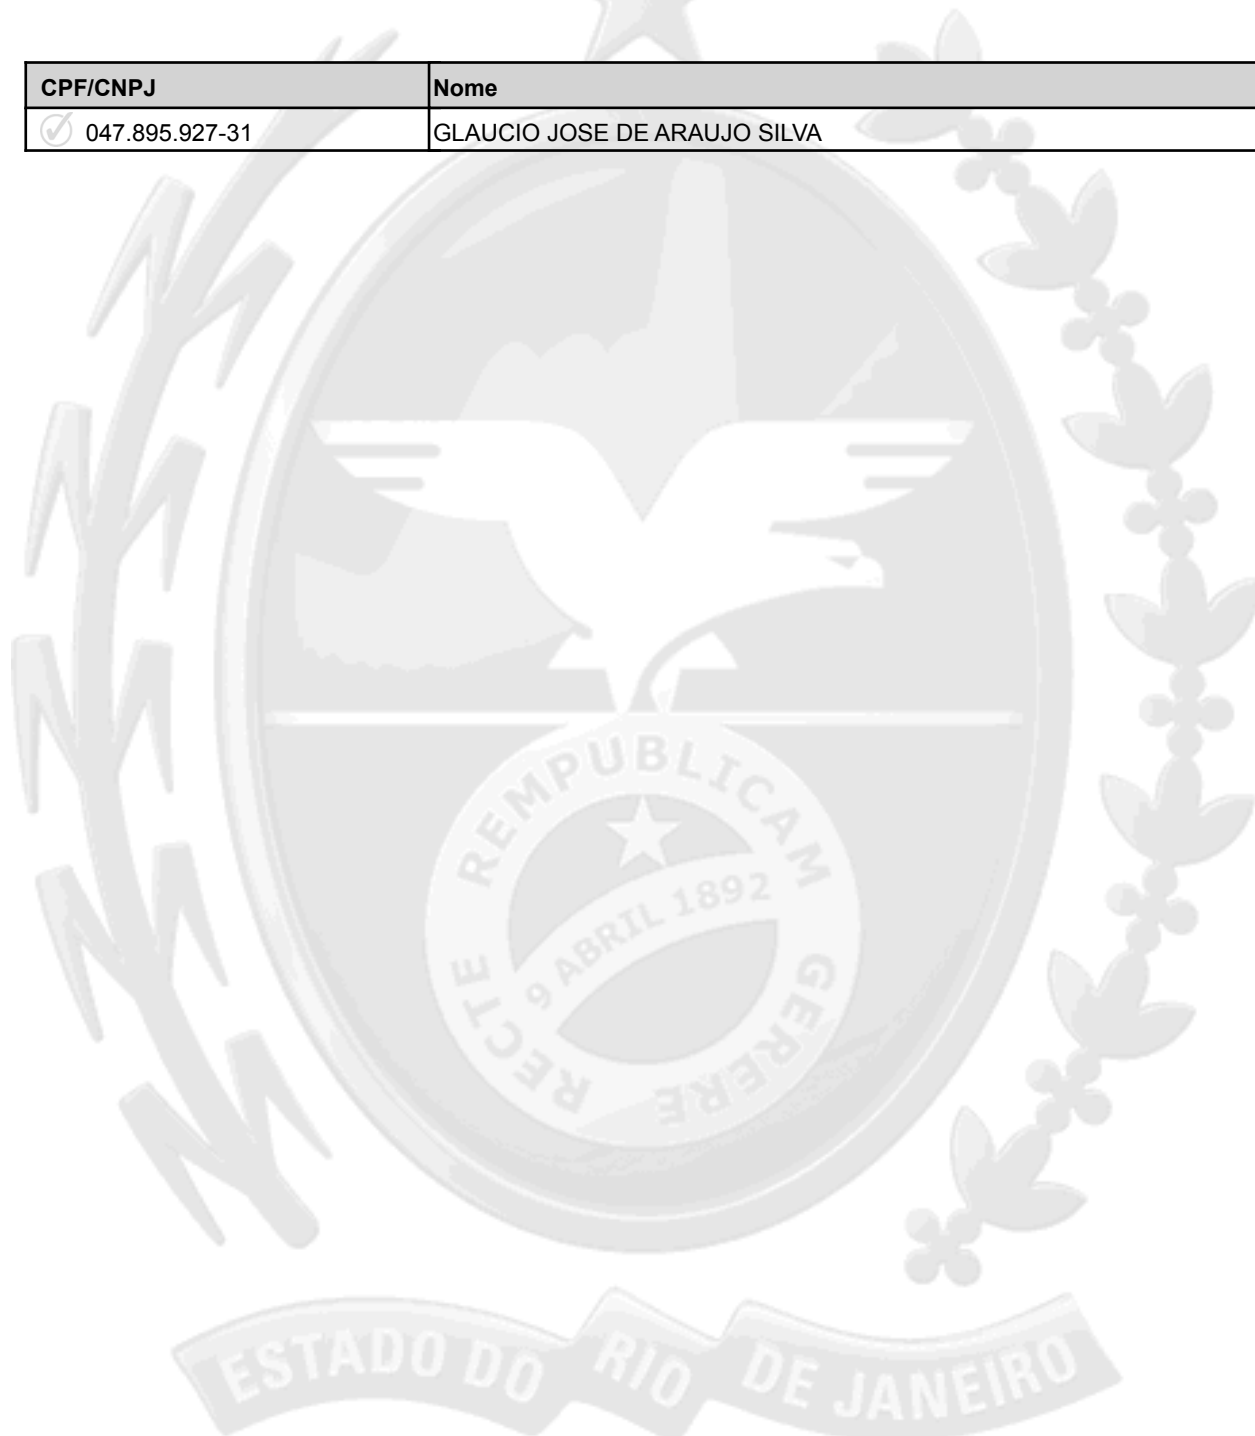 CPF/CNPJ Nome
047.895.927-31 GLAUCIO JOSE DE ARAUJO SILVA
REMPUBLICAM
9 ABRIL 1892
RECTE GERERE
ESTADO DO RIO DE JANEIRO